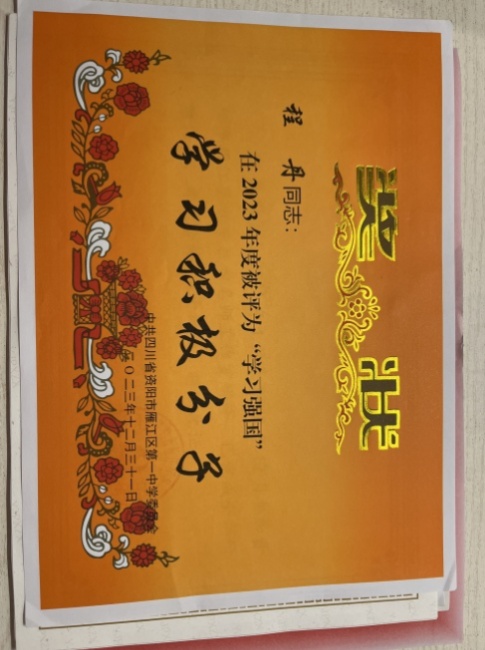 奖状
程丹同志：
在2023年度被评为“学习强国”
学习积极分子
中共四川省资阳市雁江区第一中学委员会
二〇二三年十二月三十一日